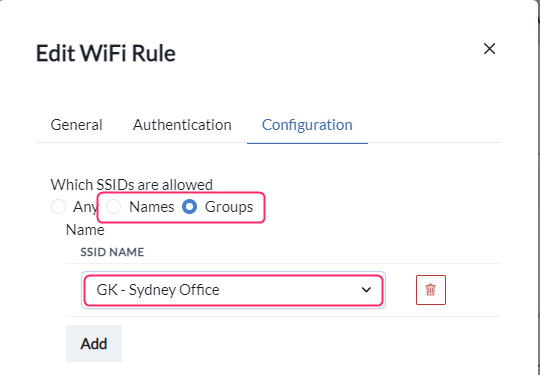 Edit WiFi Rule
General Authentication Configuration
Which SSIDs are allowed
Any Names Groups
Name
SSID NAME
GK - Sydney Office
Add